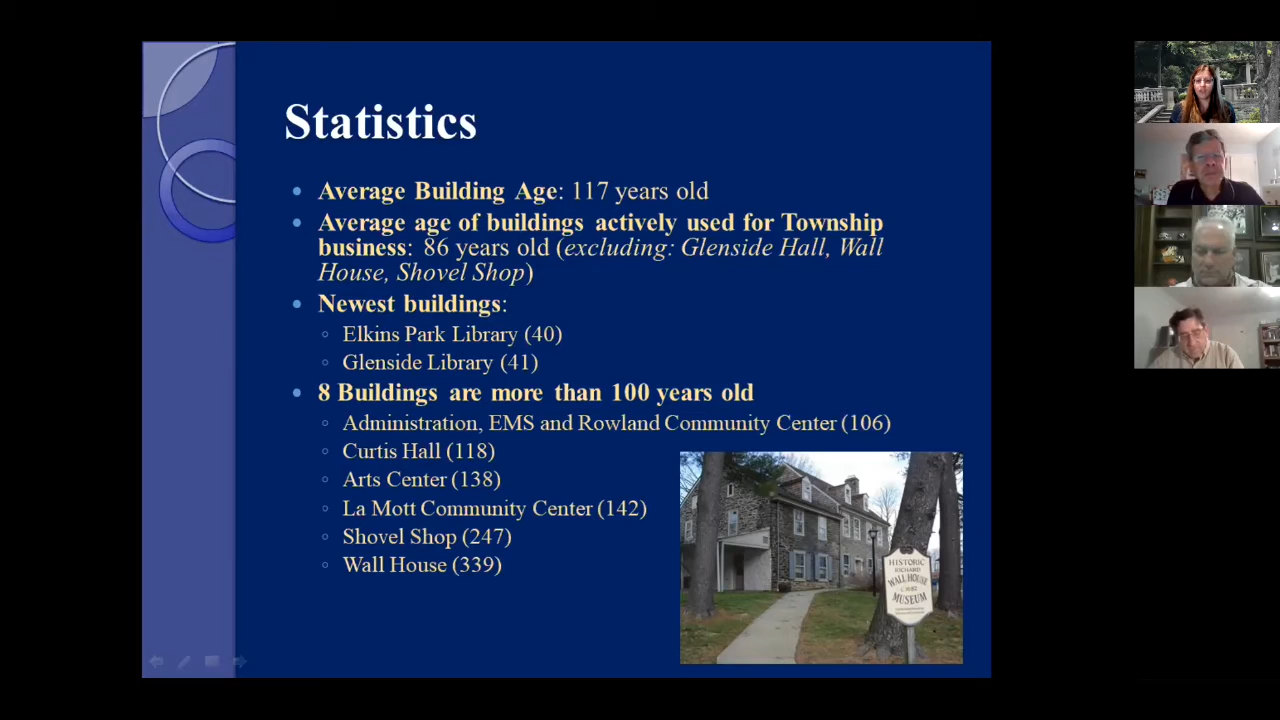 Statistics
• Average Building Age: 117 years old
• Average age of buildings actively used for Township
business: 86 years old (excluding: Glenside Hall, Wall
House, Shovel Shop)
• Newest buildings:
◦ Elkins Park Library (40)
◦ Glenside Library (41)
• 8 Buildings are more than 100 years old
◦ Administration, EMS and Rowland Community Center (106)
◦ Curtis Hall (118)
◦ Arts Center (138)
◦ La Mott Community Center (142)
◦ Shovel Shop (247)
◦ Wall House (339)
HISTORIC
RICHARD
WALL HOUSE
MUSEUM